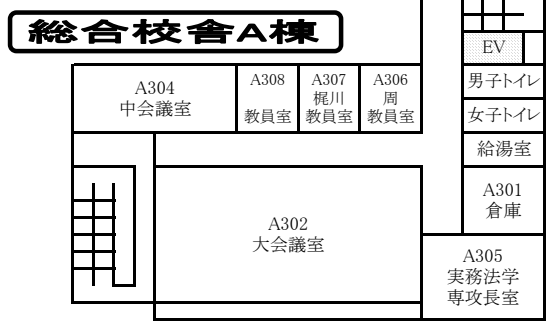 総合校舎A棟
EV
A304
中会議室
A308
教員室
A307
梶川
教員室
A306
周
教員室
男子トイレ
女子トイレ
給湯室
A301
倉庫
A302
大会議室
A305
実務法学
専攻長室